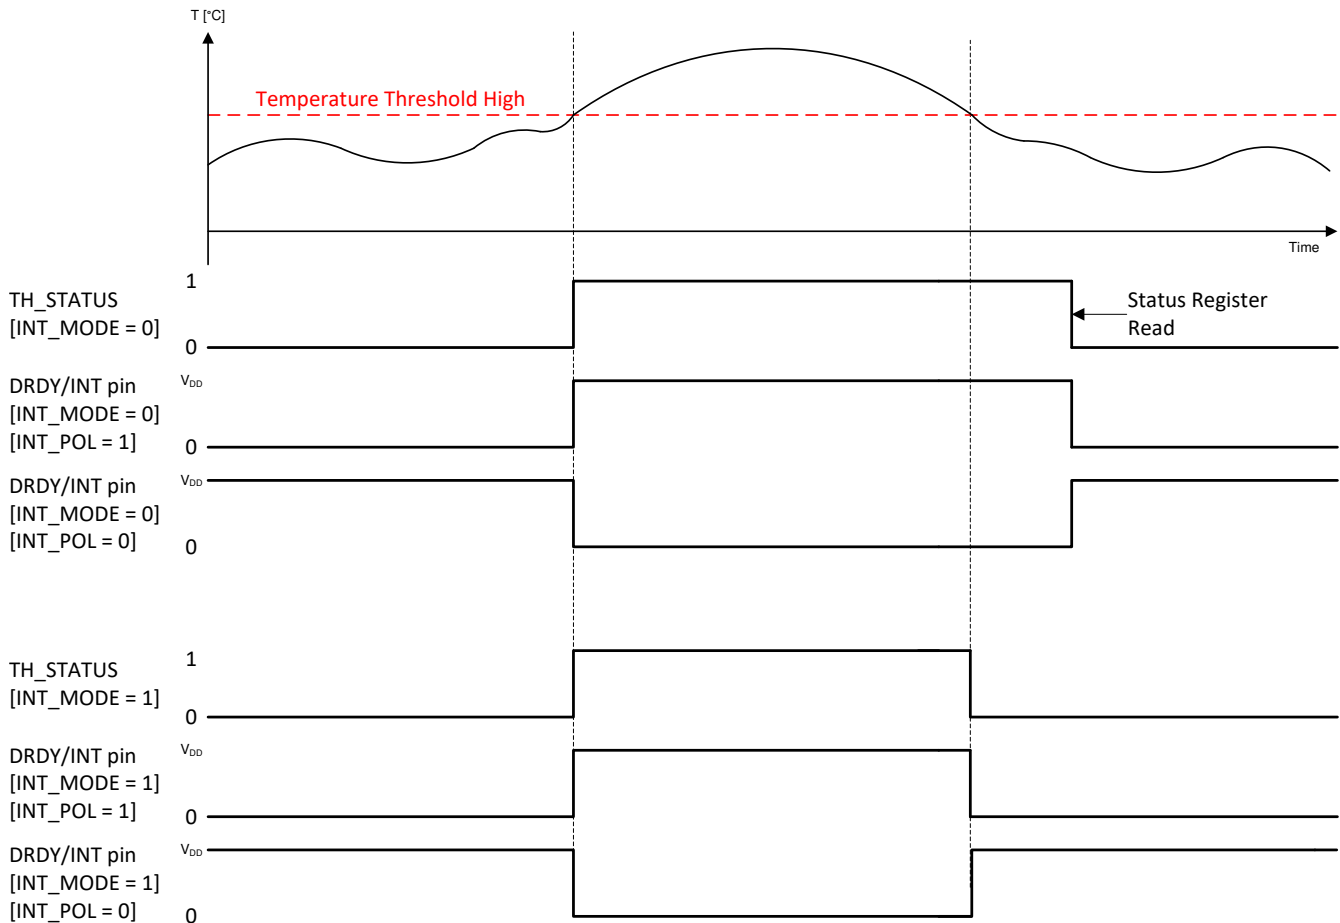 T [°C]
Temperature Threshold High
Time
TH_STATUS
[INT_MODE = 0]
1
0
Status Register
Read
DRDY/INT pin
[INT_MODE = 0]
[INT_POL = 1]
VDD
0
DRDY/INT pin
[INT_MODE = 0]
[INT_POL = 0]
VDD
0
TH_STATUS
[INT_MODE = 1]
1
0
DRDY/INT pin
[INT_MODE = 1]
[INT_POL = 1]
VDD
0
DRDY/INT pin
[INT_MODE = 1]
[INT_POL = 0]
VDD
0